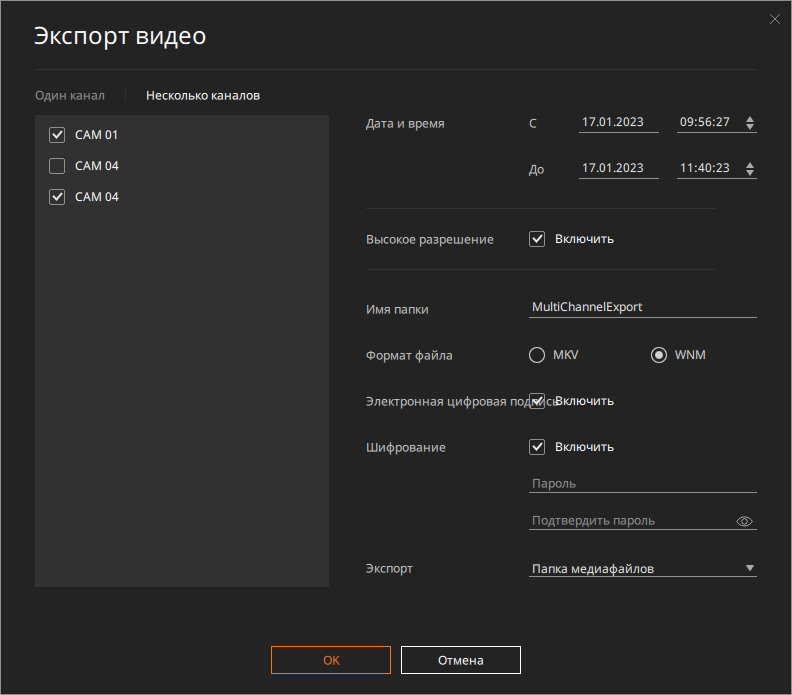 Экспорт видео
Один канал
Несколько каналов
CAM 01
CAM 04
CAM 04
Дата и время
С
17.01.2023
09:56:27
До
17.01.2023
11:40:23
Высокое разрешение
Включить
Имя папки
MultiChannelExport
Формат файла
MKV
WNM
Электронная цифровая подпись
Включить
Шифрование
Включить
Пароль
Подтвердить пароль
Экспорт
Папка медиафайлов
OK
Отмена